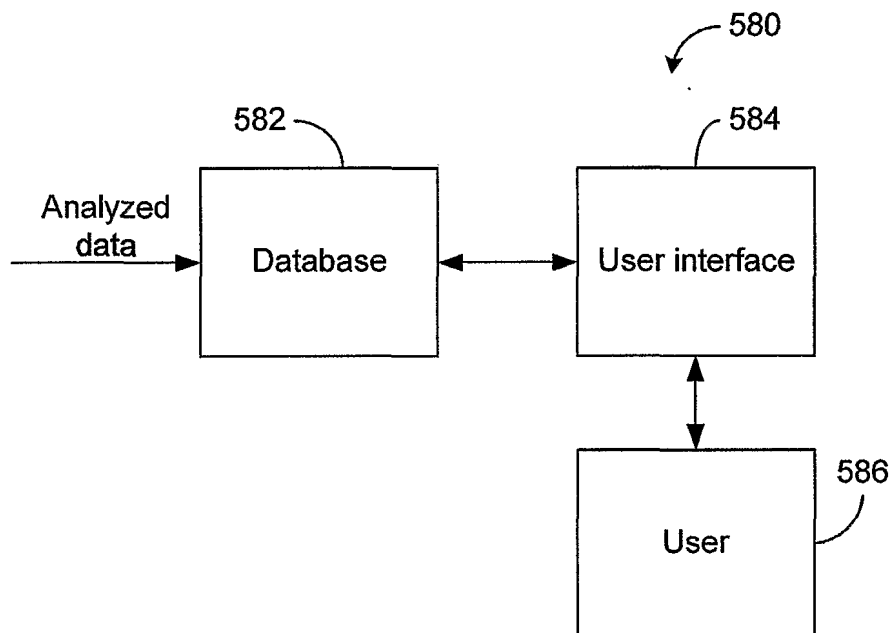 580
582
584
Analyzed
data
Database
User interface
586
User